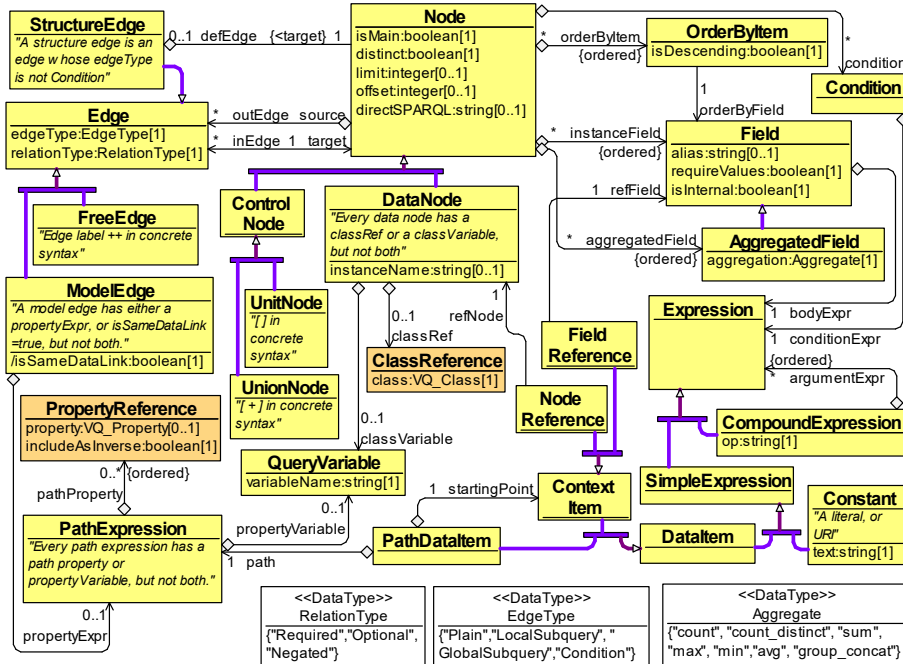 StructureEdge
"A structure edge is an
edge w hose edgeType
is not Condition"
0..1 defEdge {<target} 1
Node
isMain:boolean[1]
distinct:boolean[1]
limit:integer[0..1]
offset:integer[0..1]
directSPARQL:string[0..1]
* orderByItem
{ordered}
OrderByItem
isDescending:boolean[1]
*
condition
Condition
1
orderByField
Edge
edgeType:EdgeType[1]
relationType:RelationType[1]
* outEdge source
* inEdge 1 target
* instanceField
{ordered}
Field
alias:string[0..1]
requireValues:boolean[1]
isInternal:boolean[1]
1 refField
FreeEdge
"Edge label ++ in concrete
syntax"
Control
Node
DataNode
"Every data node has a
classRef or a classVariable,
but not both"
instanceName:string[0..1]
* aggregatedField
{ordered}
AggregatedField
aggregation:Aggregate[1]
ModelEdge
"A model edge has either a
propertyExpr, or isSameDataLink
=true, but not both."
/isSameDataLink:boolean[1]
UnitNode
"[ ] in
concrete
syntax"
0..1
classRef
1
refNode
Expression
1 bodyExpr
1 conditionExpr
{ordered}
* argumentExpr
ClassReference
class:VQ_Class[1]
Field
Reference
UnionNode
"[ + ] in concrete
syntax"
Node
Reference
PropertyReference
property:VQ_Property[0..1]
includeAsInverse:boolean[1]
0..1
classVariable
CompoundExpression
op:string[1]
0..* {ordered}
pathProperty
QueryVariable
variableName:string[1]
0..1
propertyVariable
1 startingPoint
Context
Item
SimpleExpression
Constant
"A literal, or
URI"
text:string[1]
PathExpression
"Every path expression has a
path property or
propertyVariable, but not both."
1 path
PathDataItem
DataItem
0..1
propertyExpr
<<DataType>>
RelationType
{"Required","Optional",
"Negated"}
<<DataType>>
EdgeType
{"Plain","LocalSubquery", "
GlobalSubquery","Condition"}
<<DataType>>
Aggregate
{"count", "count_distinct", "sum",
"max", "min","avg", "group_concat"}